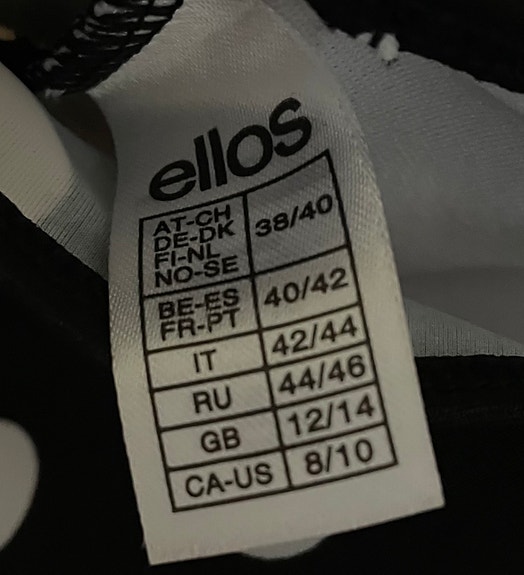 ellos
AT-CH
DE-DK
FI-NL
NO-SE
38/40
BE-ES
FR-PT
40/42
IT 42/44
RU 44/46
GB 12/14
CA-US 8/10